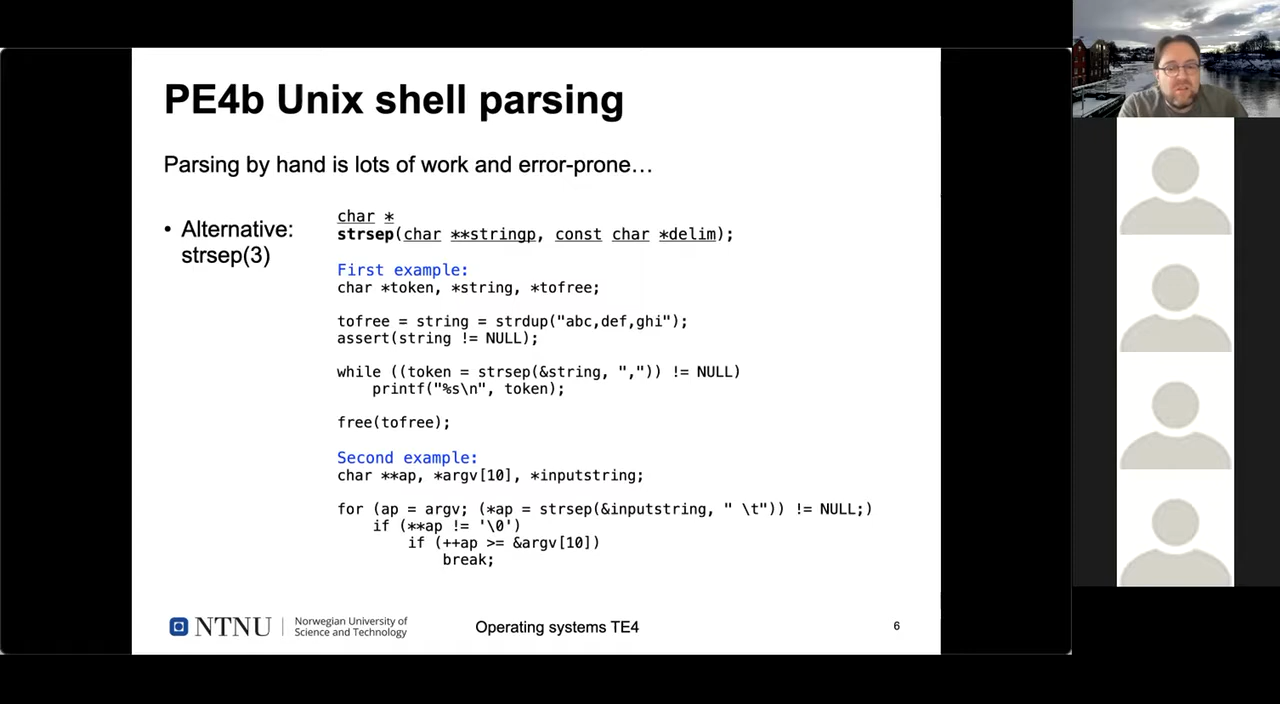 PE4b Unix shell parsing
Parsing by hand is lots of work and error-prone…
• Alternative:
strsep(3)
char *
strsep(char **stringp, const char *delim);
First example:
char *token, *string, *tofree;
tofree = string = strdup("abc,def,ghi");
assert(string != NULL);
while ((token = strsep(&string, ",")) != NULL)
    printf("%s\n", token);
free(tofree);
Second example:
char **ap, *argv[10], *inputstring;
for (ap = argv; (*ap = strsep(&inputstring, " \t")) != NULL;)
    if (**ap != '\0')
        if (++ap >= &argv[10])
            break;
NTNU
Norwegian University of
Science and Technology
Operating systems TE4
6